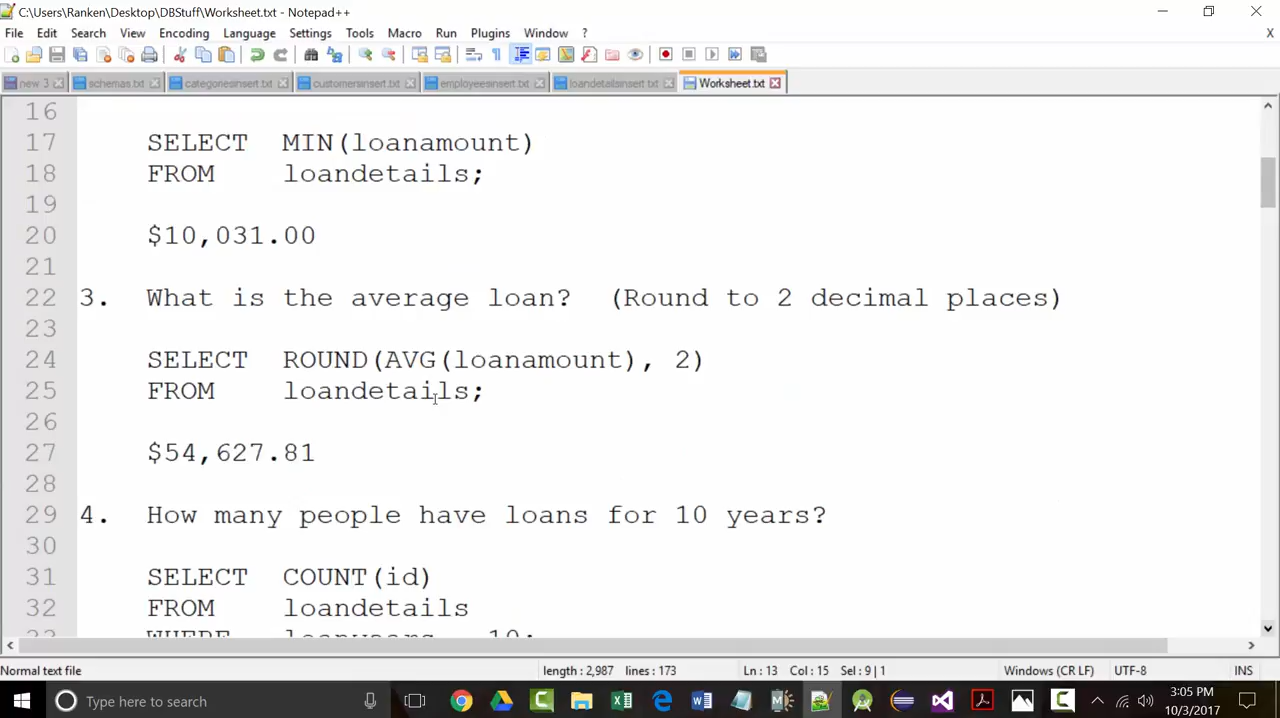 C:\Users\Ranken\Desktop\DBStuff\Worksheet.txt - Notepad++
File Edit Search View Encoding Language Settings Tools Macro Run Plugins Window ? X
new 3 schemas.txt categoriesinsert.txt customersinsert.txt employeesinsert.txt loandetailsinsert.txt Worksheet.txt
16
17 SELECT MIN(loanamount)
18 FROM loandetails;
19
20 $10,031.00
21
22 3. What is the average loan? (Round to 2 decimal places)
23
24 SELECT ROUND(AVG(loanamount), 2)
25 FROM loandetails;
26
27 $54,627.81
28
29 4. How many people have loans for 10 years?
30
31 SELECT COUNT(id)
32 FROM loandetails
Normal text file length : 2,987 lines : 173 Ln : 13 Col : 15 Sel : 9 | 1 Windows (CR LF) UTF-8 INS
Type here to search
3:05 PM
10/3/2017